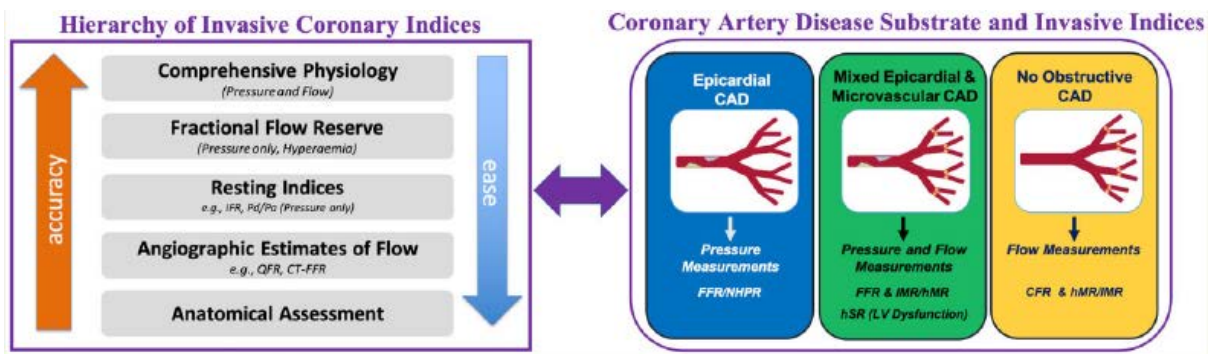 Hierarchy of Invasive Coronary Indices
accuracy
Comprehensive Physiology
(Pressure and Flow)
Fractional Flow Reserve
(Pressure only, Hyperaemia)
Resting Indices
e.g., IFR, Pd/Pa (Pressure only)
Angiographic Estimates of Flow
e.g., QFR, CT-FFR
Anatomical Assessment
ease
Coronary Artery Disease Substrate and Invasive Indices
Epicardial
CAD
Pressure
Measurements
FFR/NHPR
Mixed Epicardial &
Microvascular CAD
Pressure and Flow
Measurements
FFR & IMR/hMR
hSR (LV Dysfunction)
No Obstructive
CAD
Flow Measurements
CFR & hMR/IMR